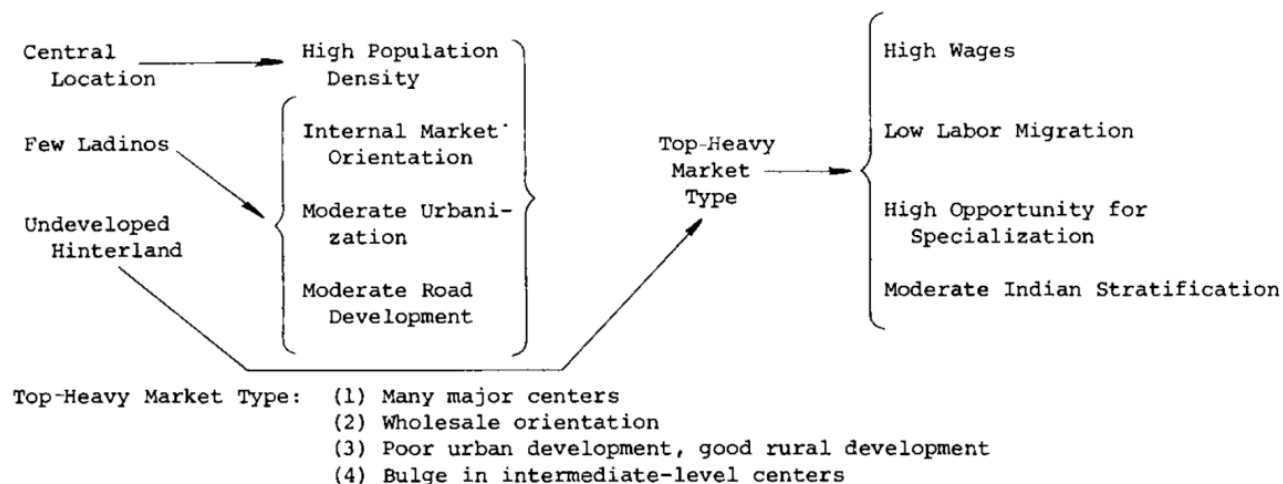 Central
Location
High Population
Density
Few Ladinos
Internal Market
Orientation
Undeveloped
Hinterland
Moderate Urbani-
zation
Moderate Road
Development
Top-Heavy
Market
Type
High Wages
Low Labor Migration
High Opportunity for
Specialization
Moderate Indian Stratification
Top-Heavy Market Type: (1) Many major centers
(2) Wholesale orientation
(3) Poor urban development, good rural development
(4) Bulge in intermediate-level centers